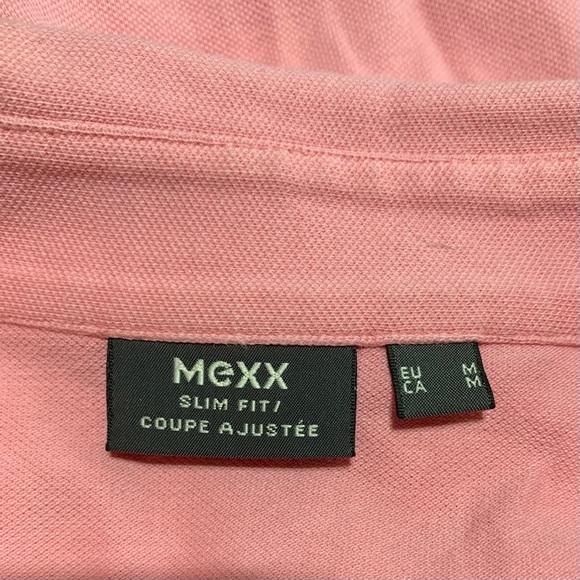 Mexx
SLIM FIT/
COUPE AJUSTÉE
EU M
CA M